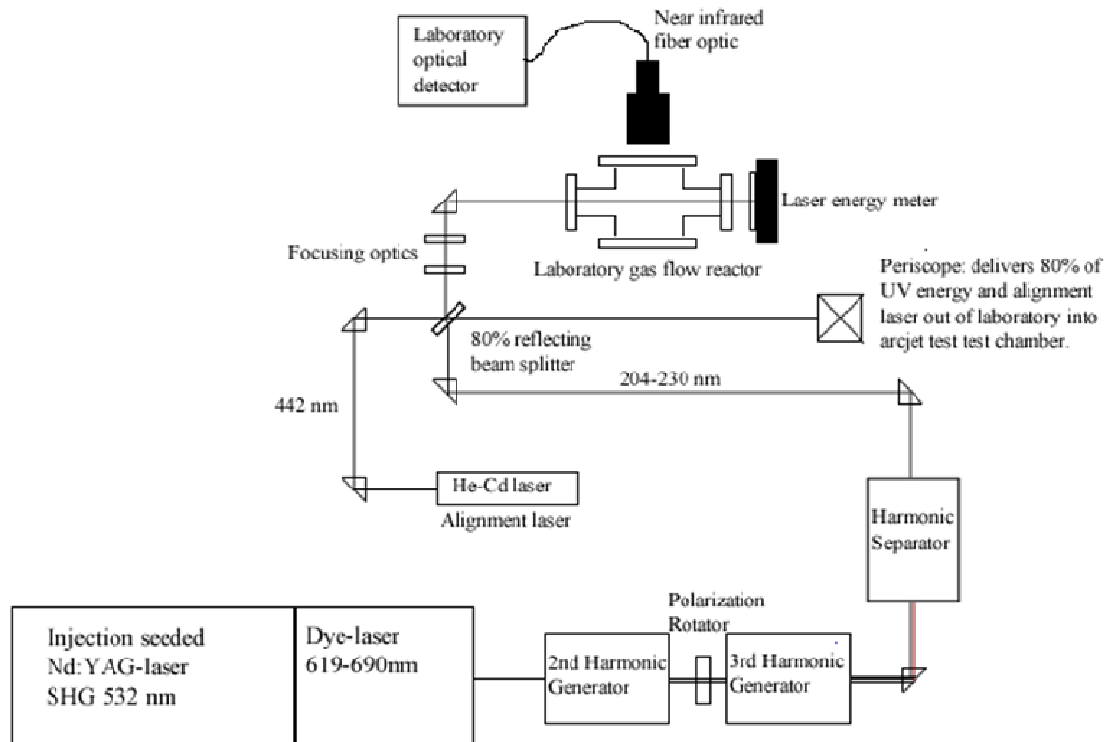 Near infrared
fiber optic
Laboratory
optical
detector
Laser energy meter
Focusing optics
Laboratory gas flow reactor
Periscope: delivers 80% of
UV energy and alignment
laser out of laboratory into
arcjet test test chamber.
80% reflecting
beam splitter
204-230 nm
442 nm
He-Cd laser
Alignment laser
Harmonic
Separator
Polarization
Rotator
Injection seeded
Nd:YAG-laser
SHG 532 nm
Dye-laser
619-690nm
2nd Harmonic
Generator
3rd Harmonic
Generator